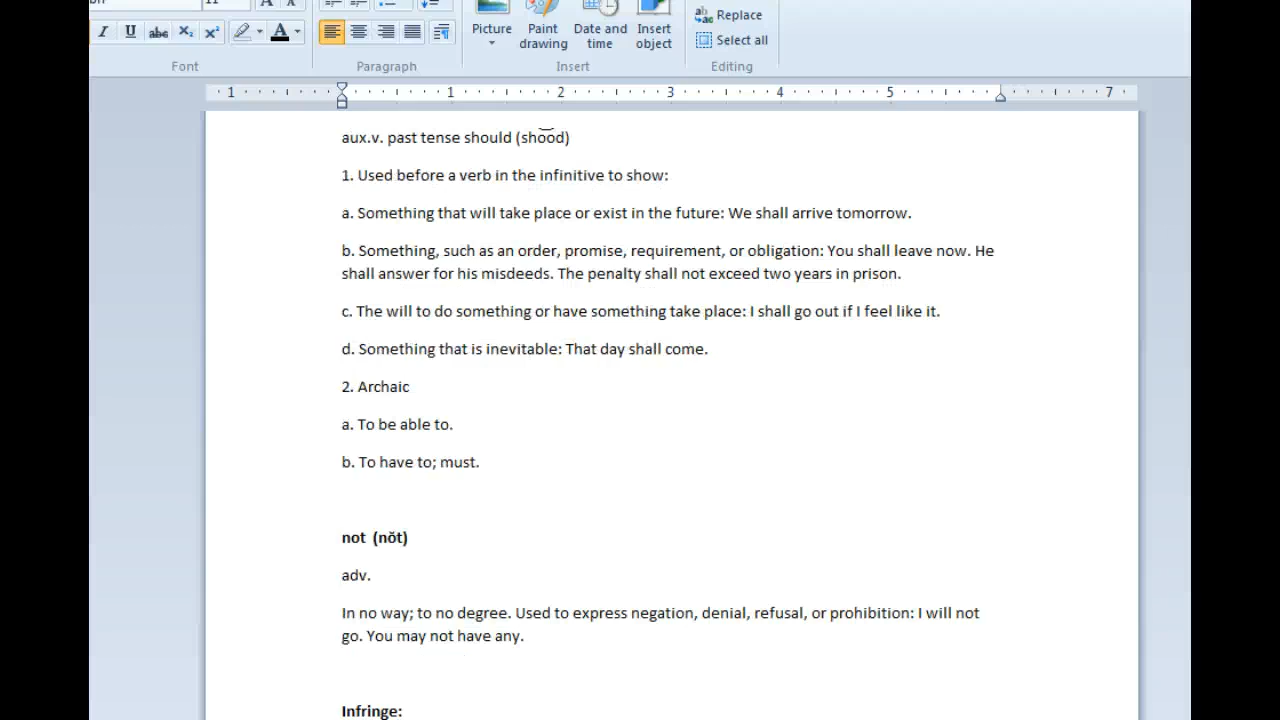 11
Replace
Select all
Picture
Paint drawing
Date and time
Insert object
Font
Paragraph
Insert
Editing
1 1 2 3 4 5 7
aux.v. past tense should (sho͝od)
1. Used before a verb in the infinitive to show:
a. Something that will take place or exist in the future: We shall arrive tomorrow.
b. Something, such as an order, promise, requirement, or obligation: You shall leave now. He
shall answer for his misdeeds. The penalty shall not exceed two years in prison.
c. The will to do something or have something take place: I shall go out if I feel like it.
d. Something that is inevitable: That day shall come.
2. Archaic
a. To be able to.
b. To have to; must.
not (nŏt)
adv.
In no way; to no degree. Used to express negation, denial, refusal, or prohibition: I will not
go. You may not have any.
Infringe: